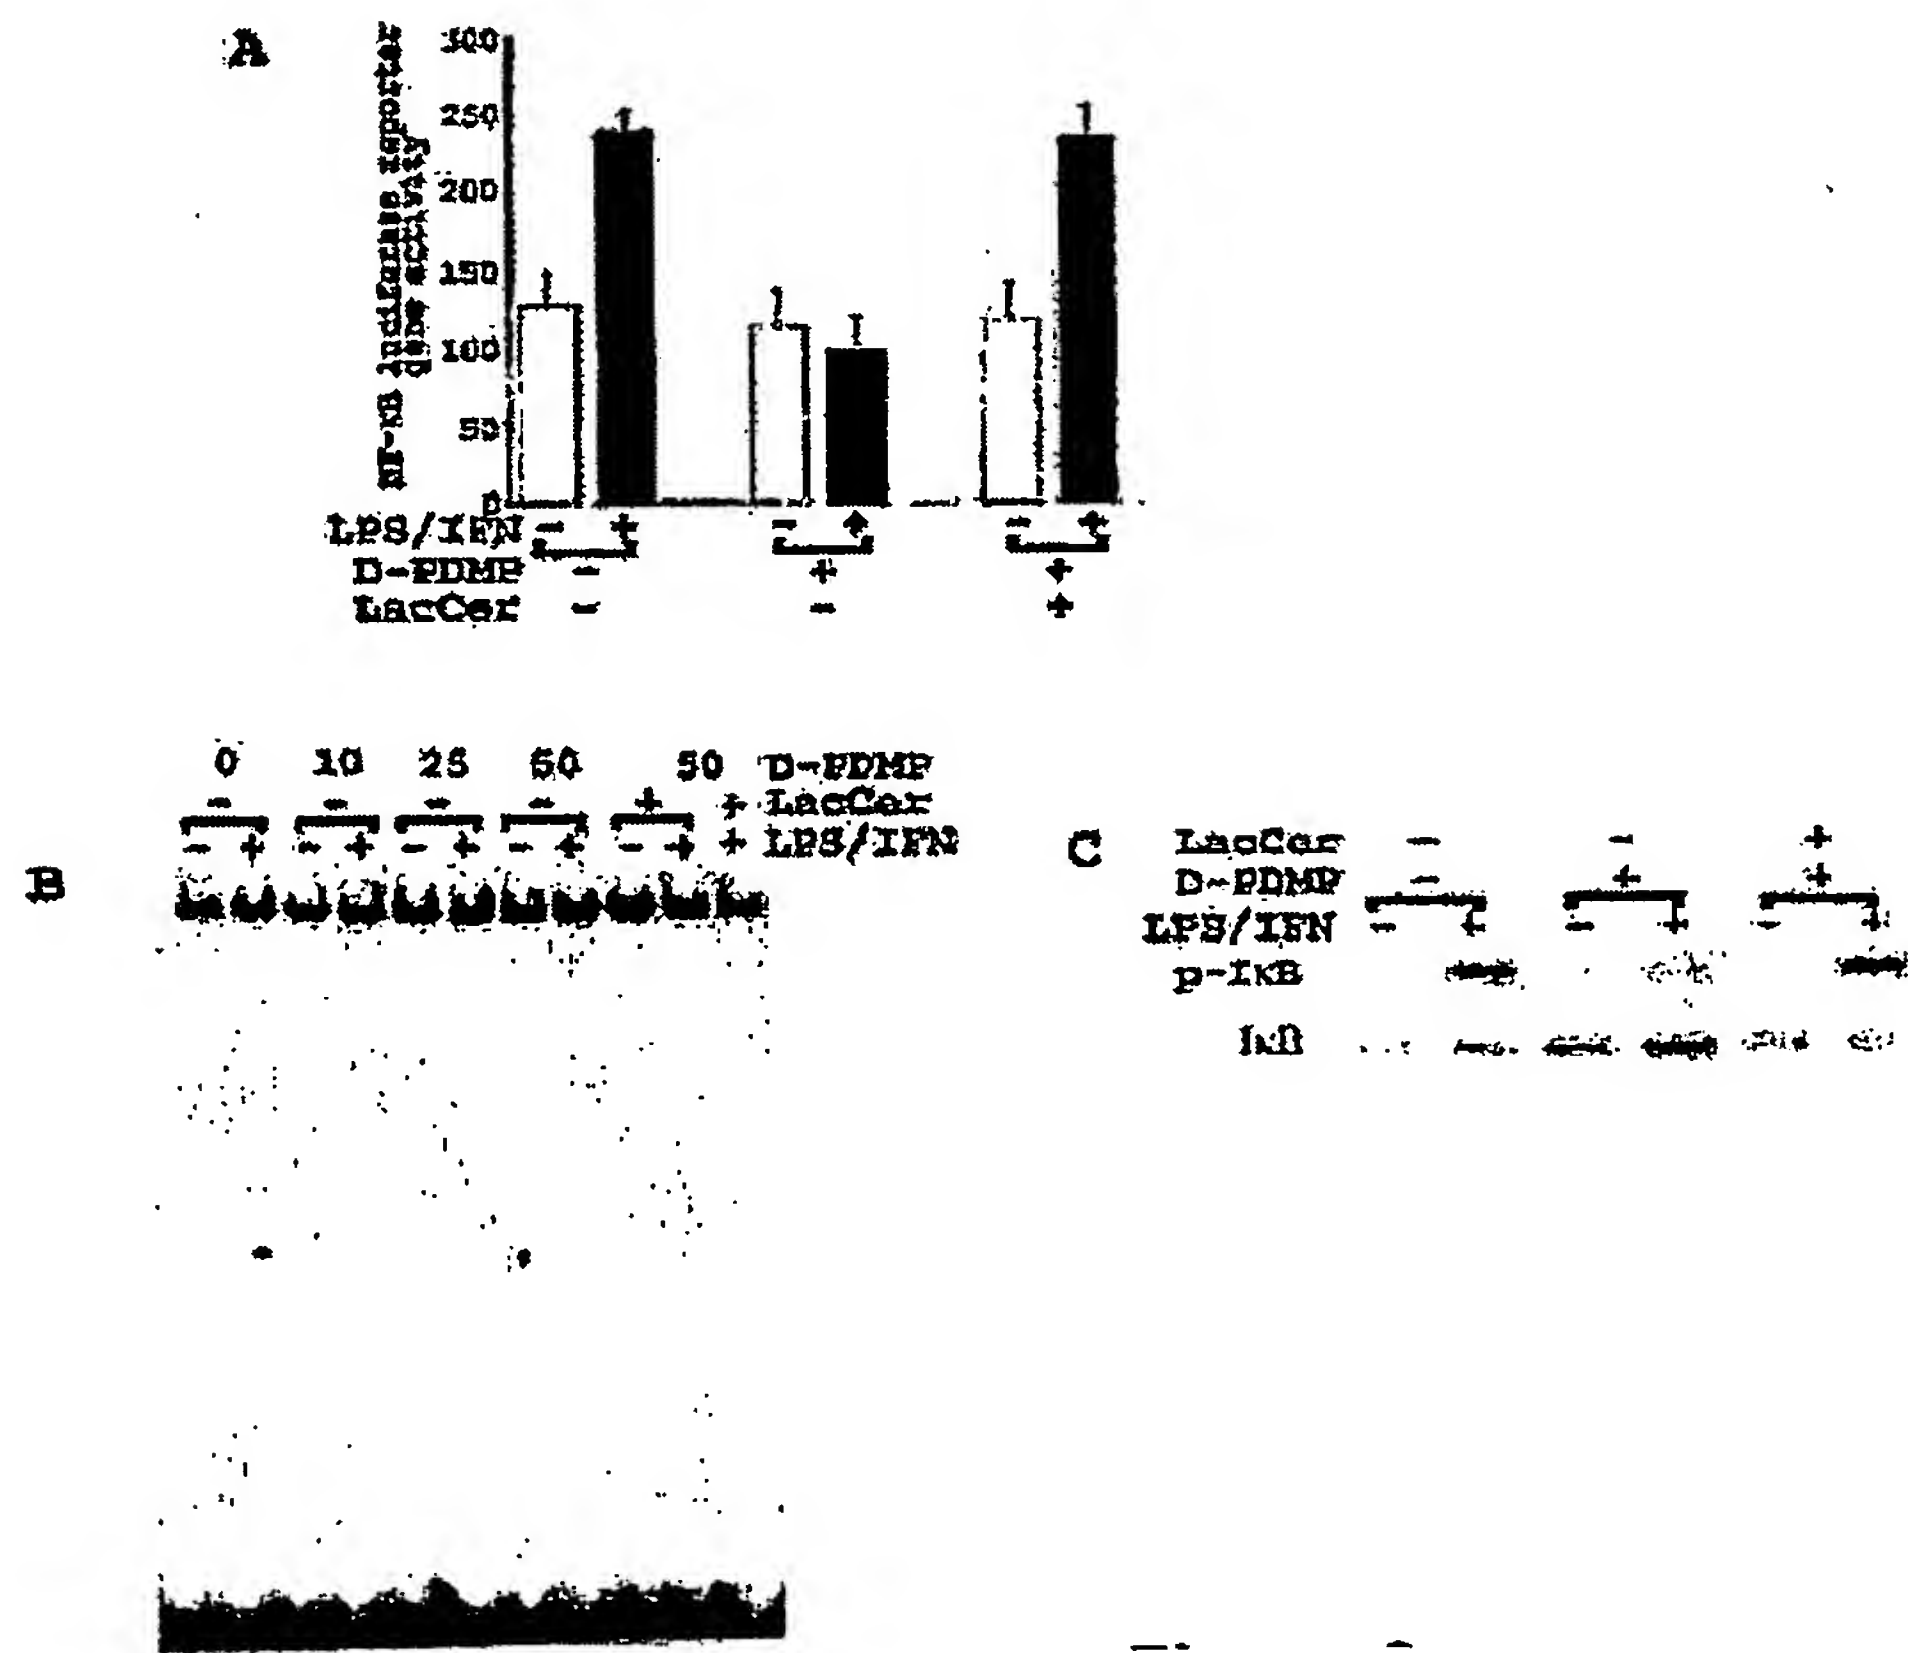 A
NF-κB luciferase reporter
gene activity
300
250
200
150
100
50
0
LPS/IFN - + - + - +
D-PDMP - + +
LacCer - - +
0 10 25 50 50 D-PDMP
- - - - + + LacCer
- + - + - + - + - + + LPS/IFN
B
C
LacCer - - +
D-PDMP - + +
LPS/IFN - + - + - +
p-IκB
IκB